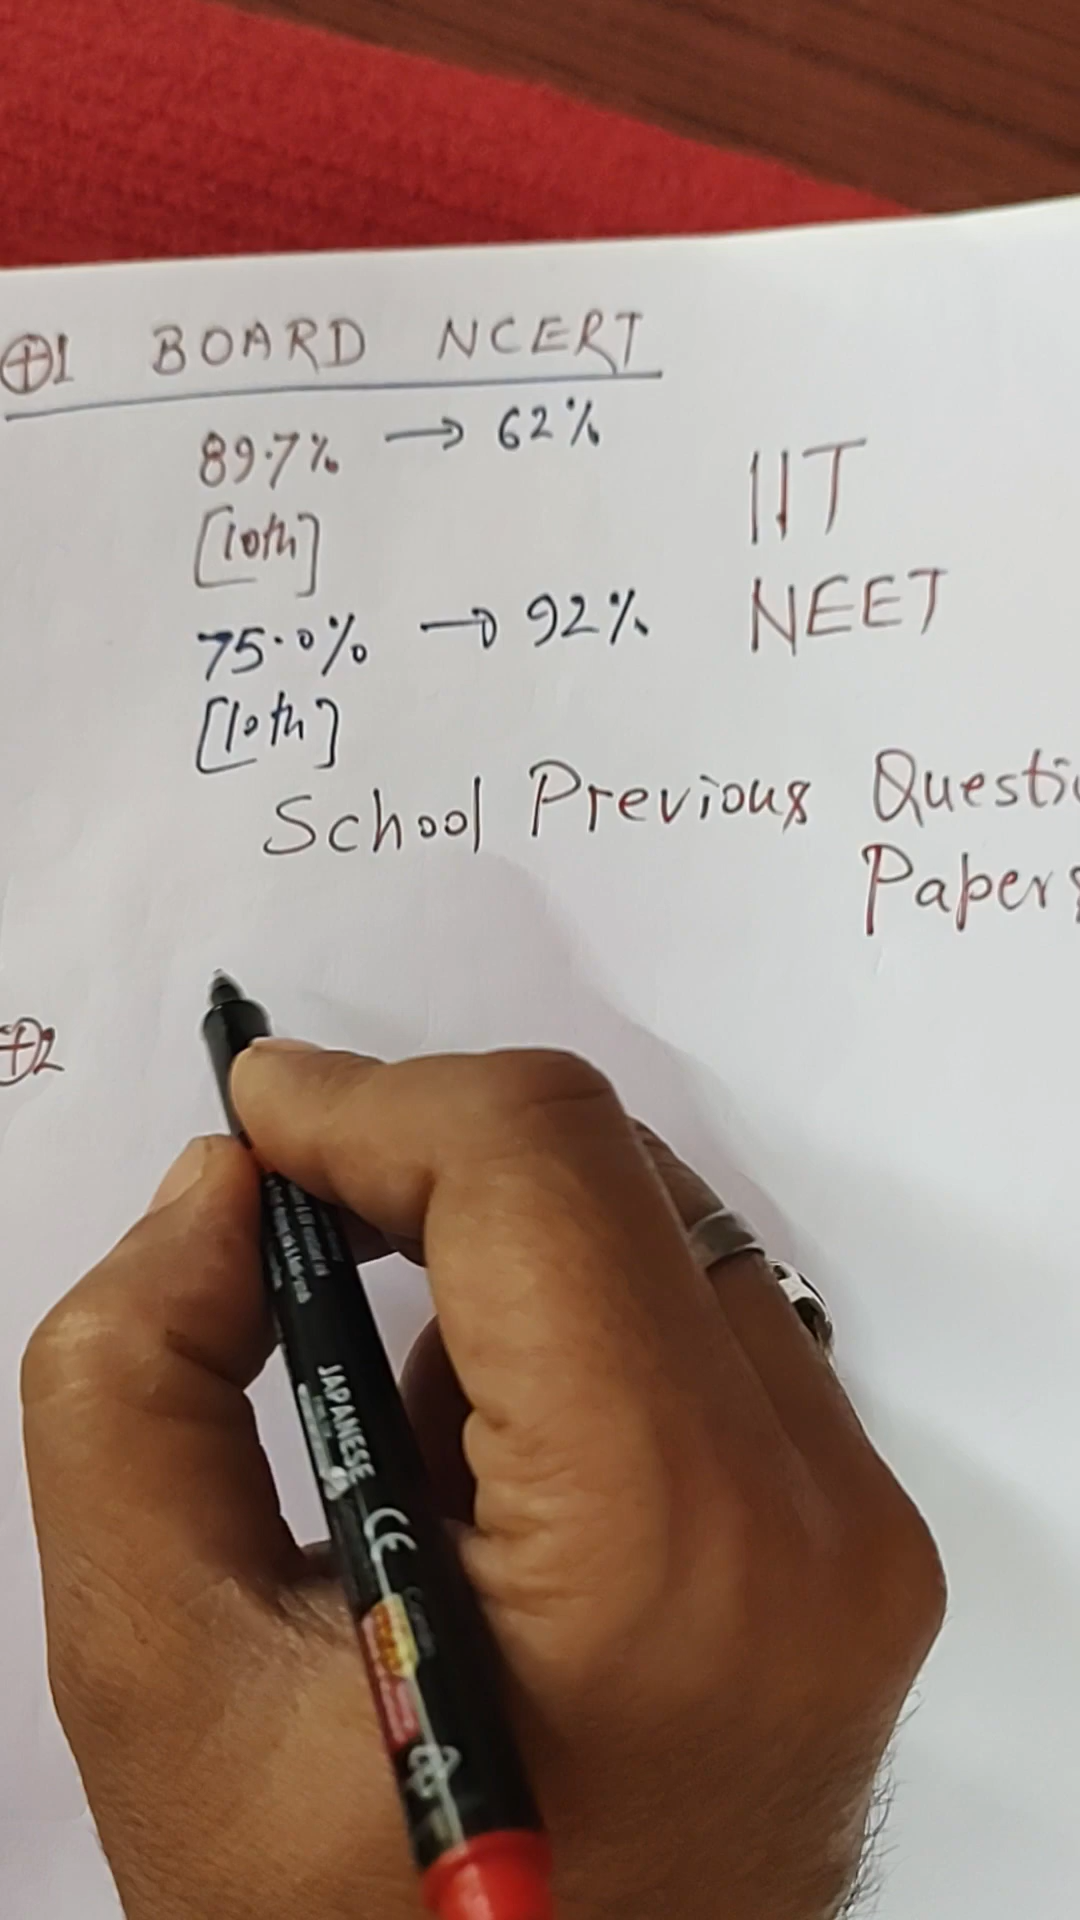 +1 BOARD NCERT
89.7% → 62%
[10th]
IIT
75.0% → 92%
NEET
[10th]
School Previous Questi
Papers
+2
JAPANESE
CE